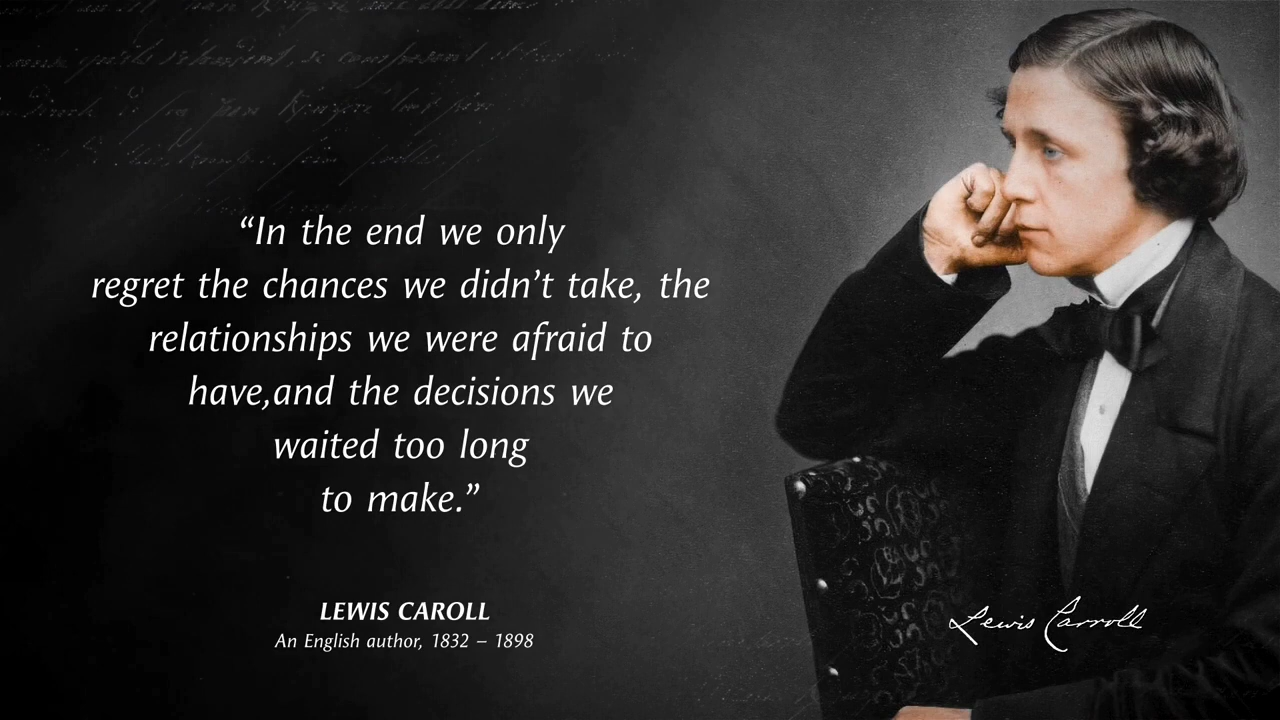 “In the end we only
regret the chances we didn’t take, the
relationships we were afraid to
have,and the decisions we
waited too long
to make.”
LEWIS CAROLL
An English author, 1832 – 1898
Lewis Carroll